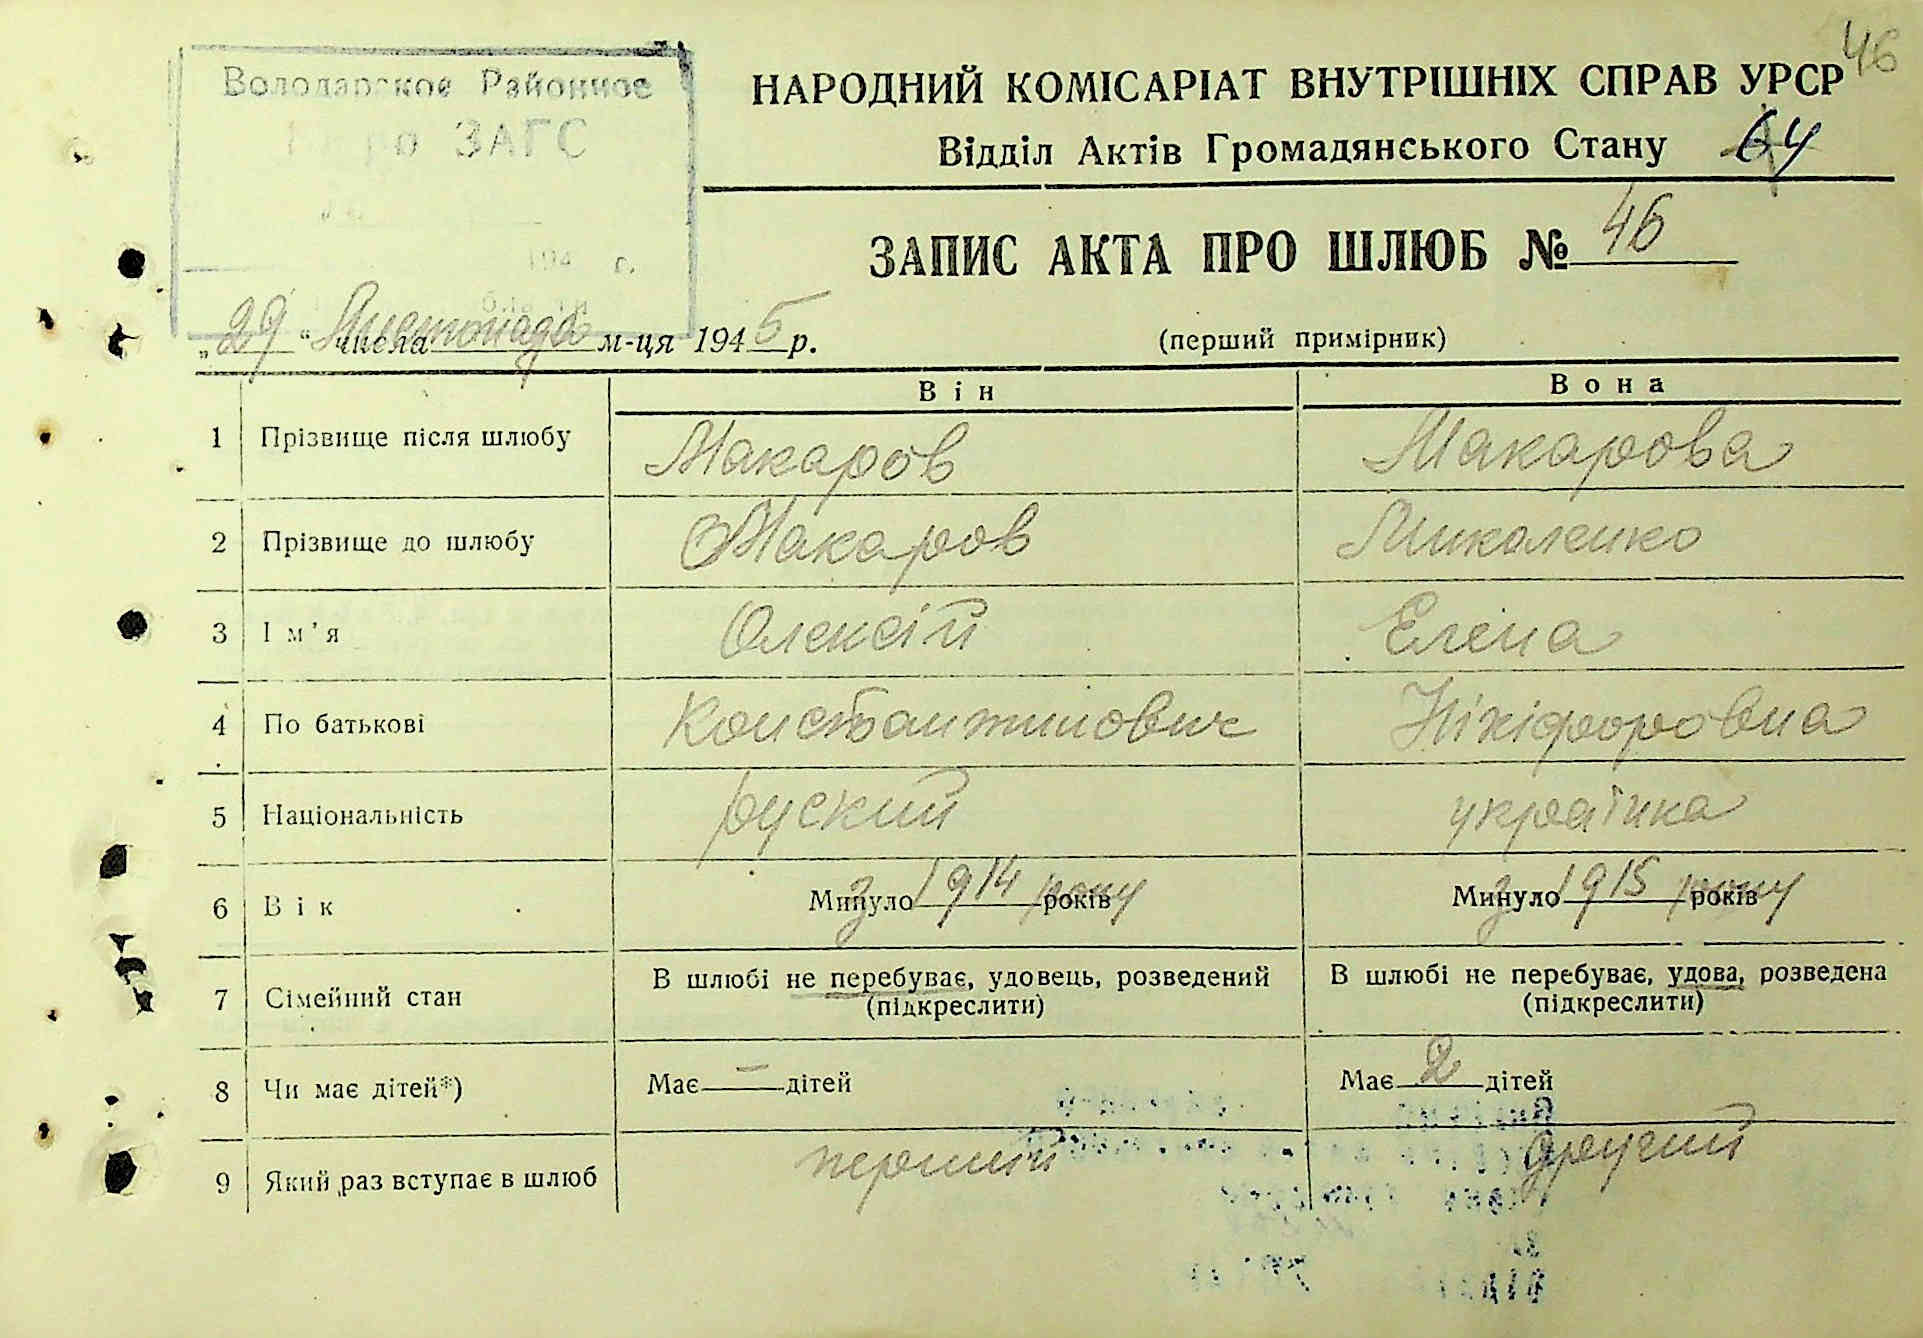 46
Володарское Районное
Бюро ЗАГС
194 г.
НАРОДНИЙ КОМІСАРІАТ ВНУТРІШНІХ СПРАВ УРСР
Відділ Актів Громадянського Стану 64
ЗАПИС АКТА ПРО ШЛЮБ № 46
„29“ числа Листопада м-ця 1945 р. (перший примірник)
Він Вона
1 Прізвище після шлюбу Макаров Макарова
2 Прізвище до шлюбу Макаров Миколенко
3 Ім'я Олексій Елена
4 По батькові Константинович Нікіфоровна
5 Національність руский украінка
6 Вік Минуло з 1914 року років Минуло з 1915 року років
7 Сімейний стан В шлюбі не перебуває, удовець, розведений В шлюбі не перебуває, удова, розведена
(підкреслити) (підкреслити)
8 Чи має дітей*) Має — дітей Має 2 дітей
9 Який раз вступає в шлюб перший другий